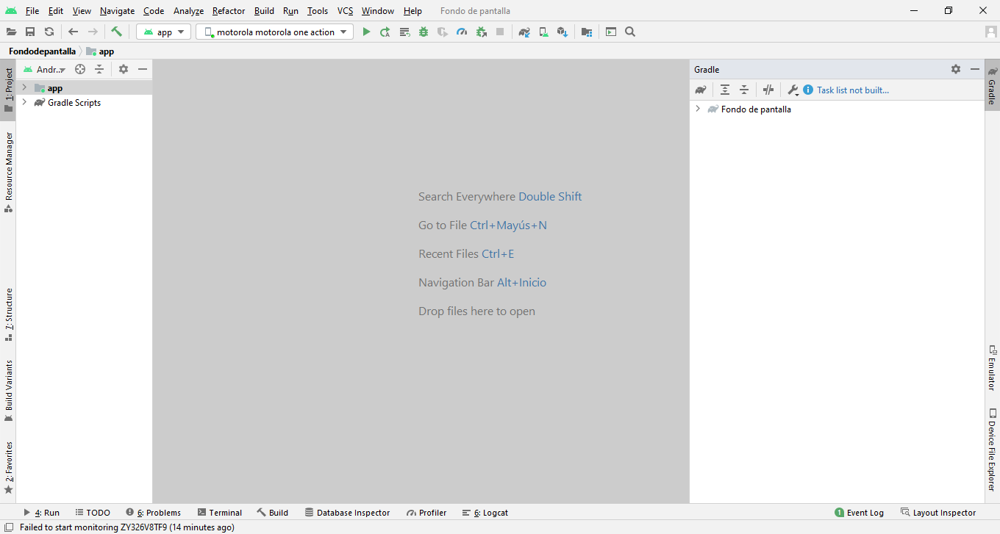 File Edit View Navigate Code Analyze Refactor Build Run Tools VCS Window Help Fondo de pantalla
app motorola motorola one action
Fondodepantalla app
1: Project
Resource Manager
7: Structure
Build Variants
2: Favorites
Andr..
app
Gradle Scripts
Search Everywhere Double Shift
Go to File Ctrl+Mayús+N
Recent Files Ctrl+E
Navigation Bar Alt+Inicio
Drop files here to open
Gradle
Task list not built...
Fondo de pantalla
Gradle
Emulator
Device File Explorer
4: Run TODO 6: Problems Terminal Build Database Inspector Profiler 6: Logcat 1 Event Log Layout Inspector
Failed to start monitoring ZY326V8TF9 (14 minutes ago)